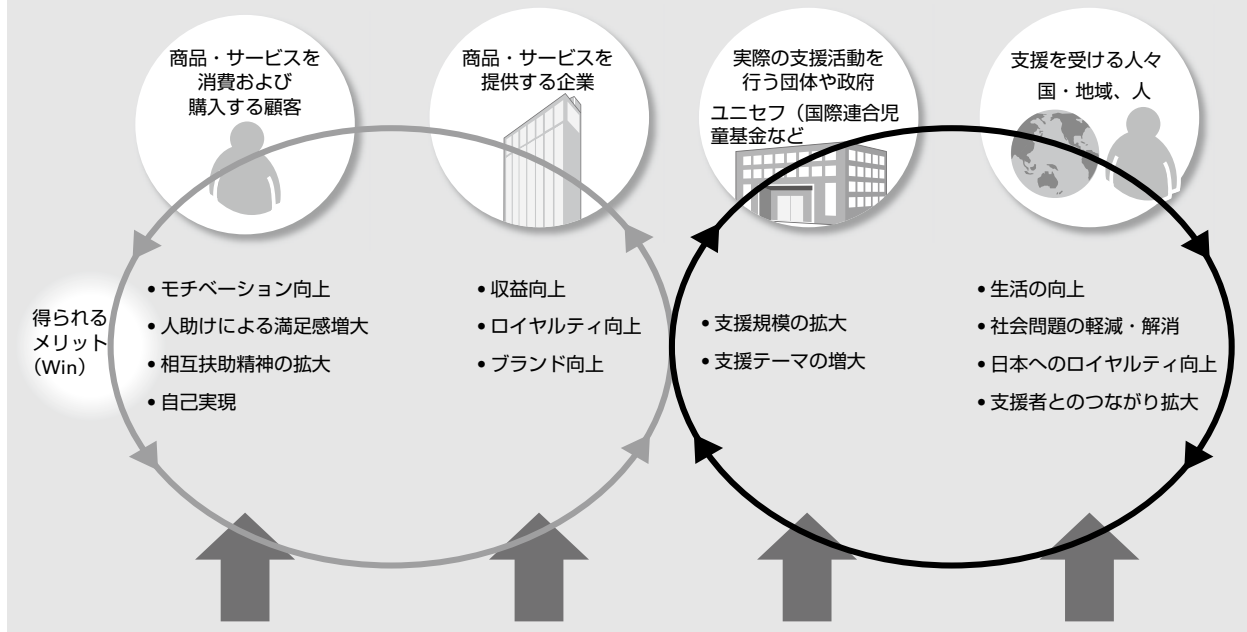 商品・サービスを
消費および
購入する顧客
商品・サービスを
提供する企業
実際の支援活動を
行う団体や政府
ユニセフ（国際連合児
童基金など
支援を受ける人々
国・地域、人
得られる
メリット
（Win）
• モチベーション向上
• 人助けによる満足感増大
• 相互扶助精神の拡大
• 自己実現
• 収益向上
• ロイヤルティ向上
• ブランド向上
• 支援規模の拡大
• 支援テーマの増大
• 生活の向上
• 社会問題の軽減・解消
• 日本へのロイヤルティ向上
• 支援者とのつながり拡大